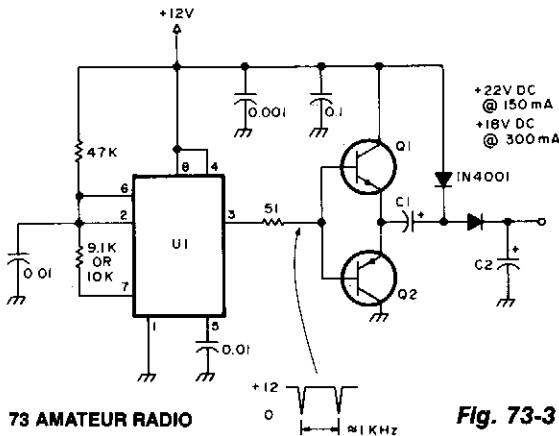 +12V
0.001
0.1
+22V DC
@ 150 mA
+18V DC
@ 300 mA
Q1
47K
8
4
IN4001
6
C1
+
2
3
51
U1
9.1K
OR
10K
+
0.01
7
C2
Q2
1
5
0.01
+12
0
≈1KHz
73 AMATEUR RADIO
Fig. 73-3